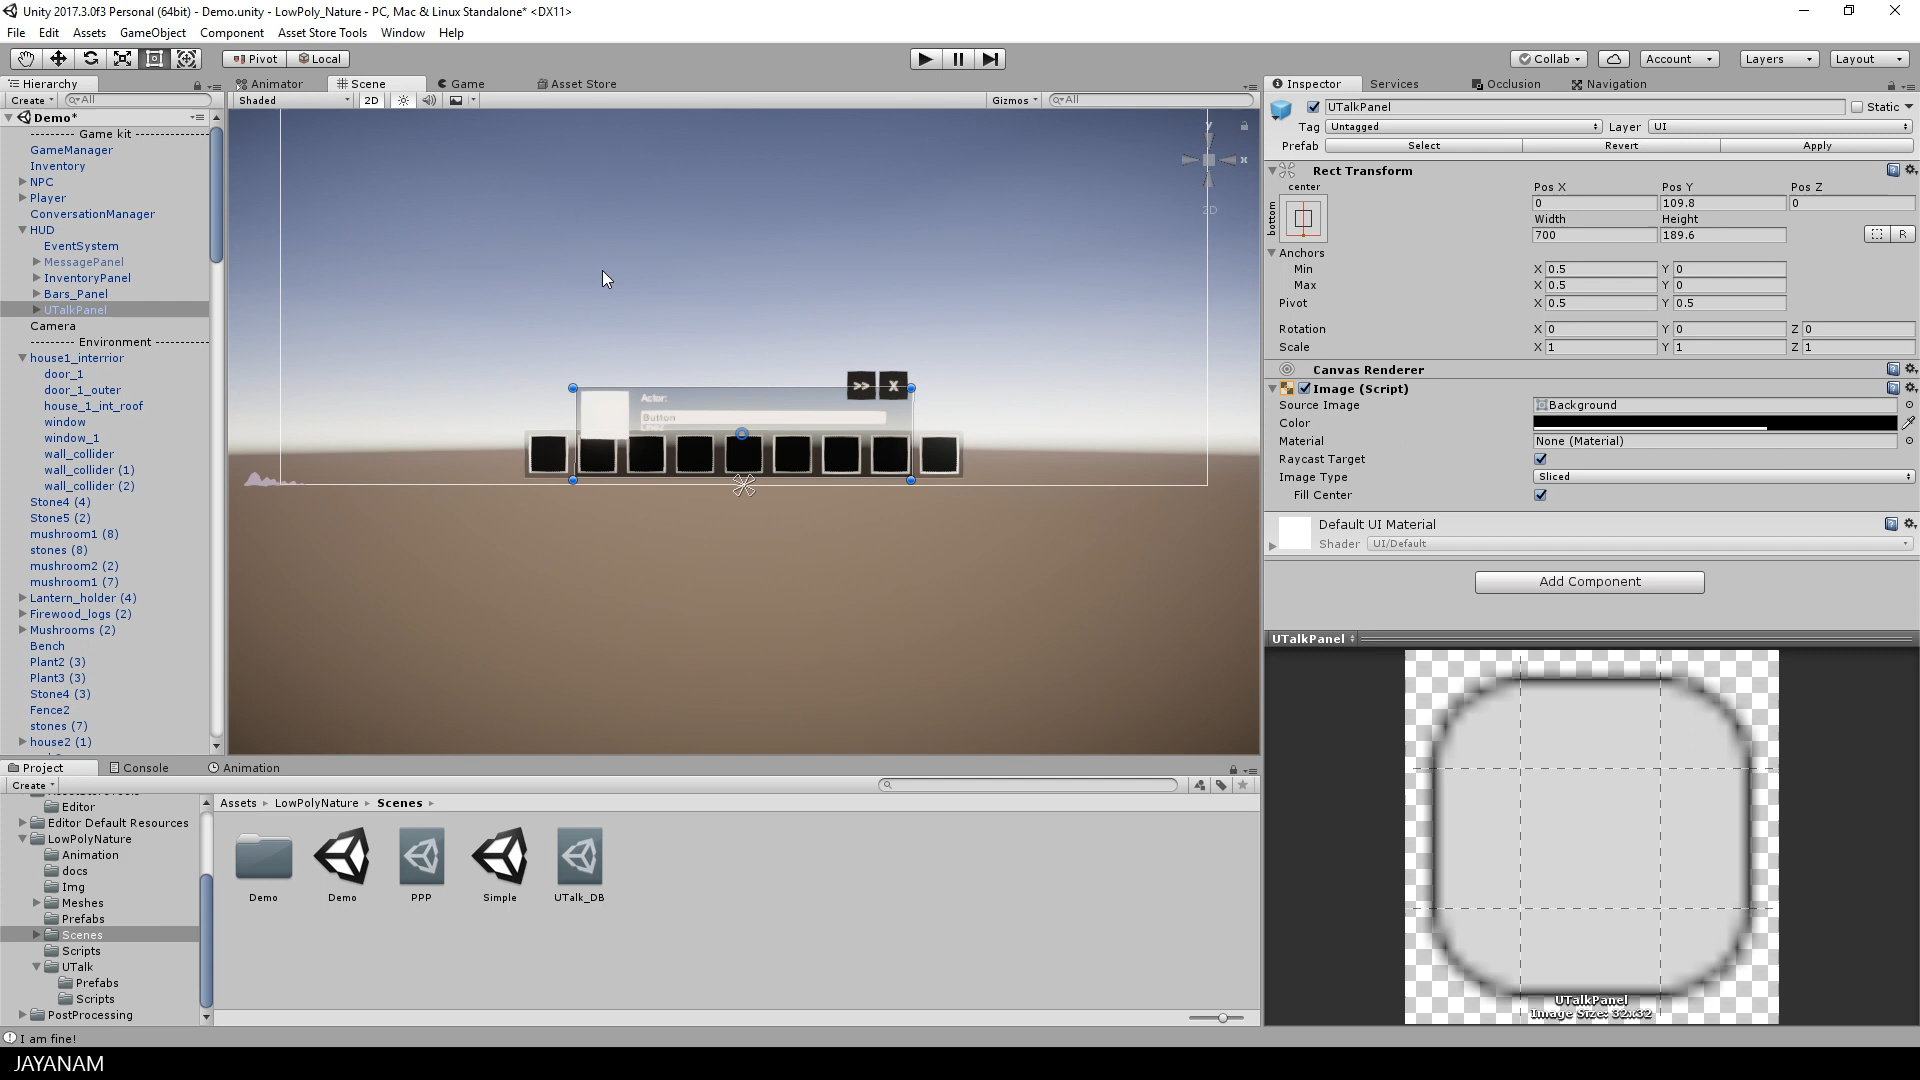 Unity 2017.3.0f3 Personal (64bit) - Demo.unity - LowPoly_Nature - PC, Mac & Linux Standalone* <DX11>
File Edit Assets GameObject Component Asset Store Tools Window Help
Pivot Local Collab Account Layers Layout
Hierarchy
Create All
Demo*
Game kit
GameManager
Inventory
NPC
Player
ConversationManager
HUD
EventSystem
MessagePanel
InventoryPanel
Bars_Panel
UTalkPanel
Camera
Environment
house1_interrior
door_1
door_1_outer
house_1_int_roof
window
window_1
wall_collider
wall_collider (1)
wall_collider (2)
Stone4 (4)
Stone5 (2)
mushroom1 (8)
stones (8)
mushroom2 (2)
mushroom1 (7)
Lantern_holder (4)
Firewood_logs (2)
Mushrooms (2)
Bench
Plant2 (3)
Plant3 (3)
Stone4 (3)
Fence2
stones (7)
house2 (1)
Animator Scene Game Asset Store
Shaded 2D Gizmos All
y
x
2D
>> X
Actor:
Button
Inspector Services Occlusion Navigation
UTalkPanel Static
Tag Untagged Layer UI
Prefab Select Revert Apply
Rect Transform
center
bottom
Pos X Pos Y Pos Z
0 109.8 0
Width Height
700 189.6 R
Anchors
Min X 0.5 Y 0
Max X 0.5 Y 0
Pivot X 0.5 Y 0.5
Rotation X 0 Y 0 Z 0
Scale X 1 Y 1 Z 1
Canvas Renderer
Image (Script)
Source Image Background
Color
Material None (Material)
Raycast Target
Image Type Sliced
Fill Center
Default UI Material
Shader UI/Default
Add Component
UTalkPanel
UTalkPanel
Image Size: 32x32
Project Console Animation
Create
Editor
Editor Default Resources
LowPolyNature
Animation
docs
Img
Meshes
Prefabs
Scenes
Scripts
UTalk
Prefabs
Scripts
PostProcessing
Assets LowPolyNature Scenes
Demo Demo PPP Simple UTalk_DB
I am fine!
JAYANAM